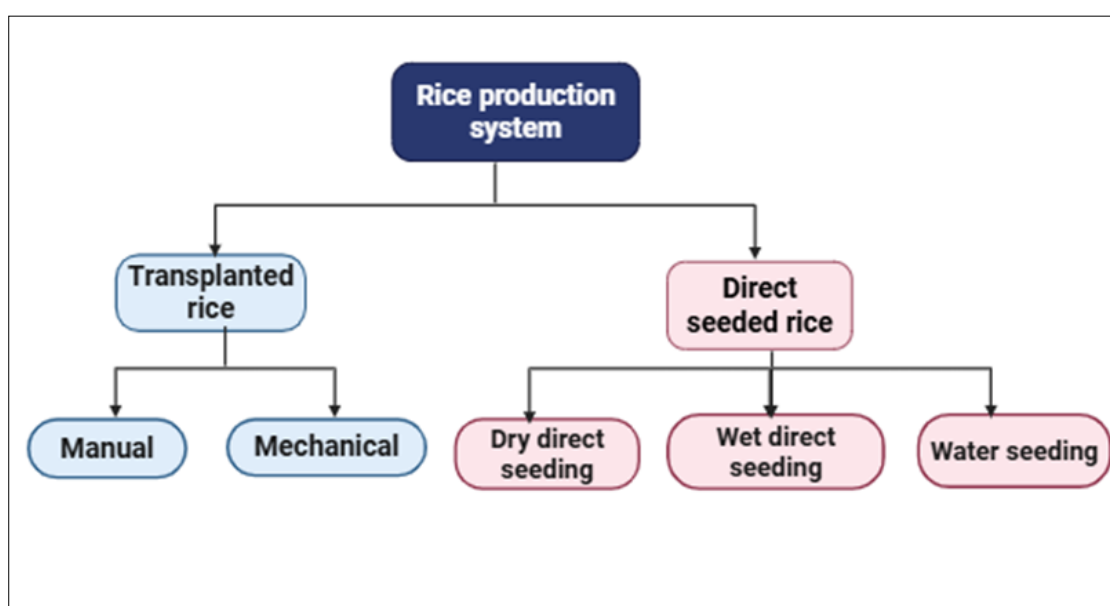 Rice production
system
Transplanted
rice
Direct
seeded rice
Manual
Mechanical
Dry direct
seeding
Wet direct
seeding
Water seeding